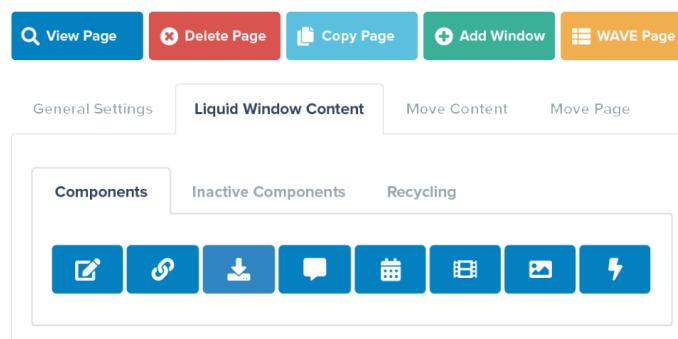 View Page Delete Page Copy Page Add Window WAVE Page
General Settings Liquid Window Content Move Content Move Page
Components Inactive Components Recycling